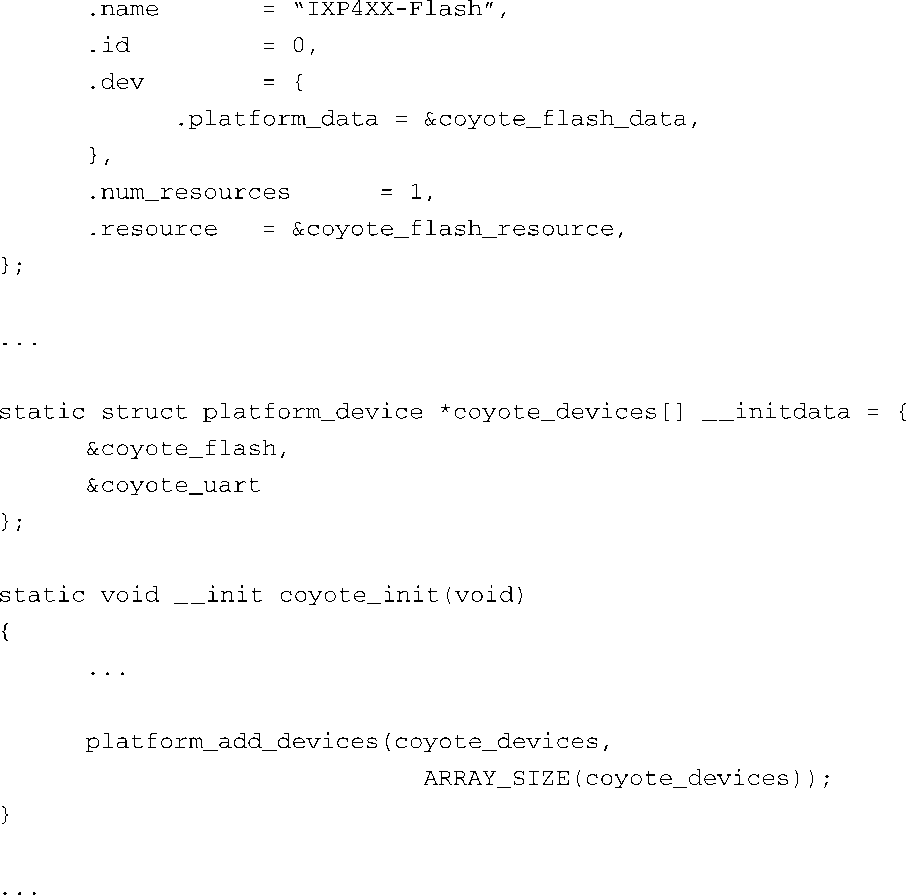 .name = “IXP4XX-Flash”,
.id = 0,
.dev = {
.platform_data = &coyote_flash_data,
},
.num_resources = 1,
.resource = &coyote_flash_resource,
};
...
static struct platform_device *coyote_devices[] __initdata = {
&coyote_flash,
&coyote_uart
};
static void __init coyote_init(void)
{
...
platform_add_devices(coyote_devices,
ARRAY_SIZE(coyote_devices));
}
...